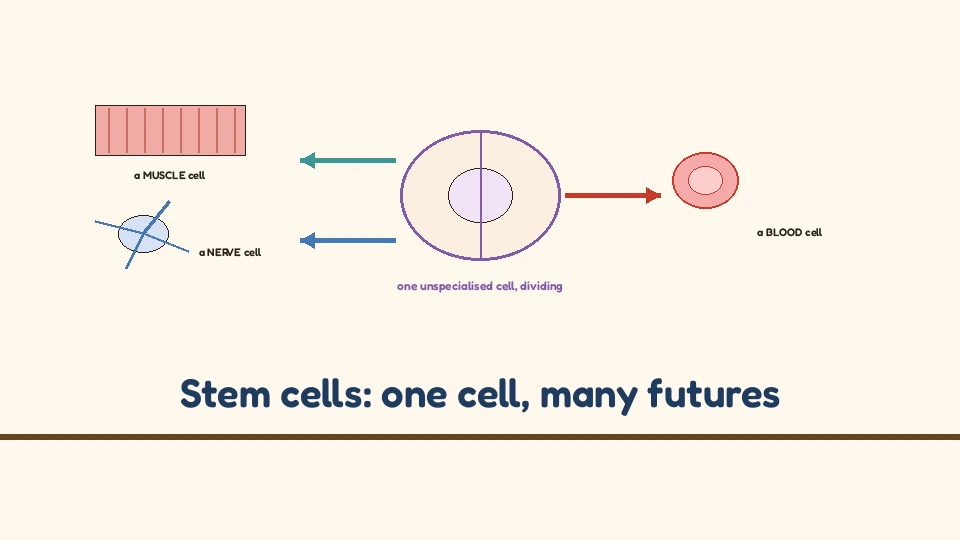 a MUSCLE cell
a NERVE cell
a BLOOD cell
one unspecialised cell, dividing
Stem cells: one cell, many futures